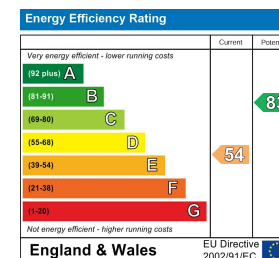 Energy Efficiency Rating
Current
Very energy efficient - lower running costs
(92 plus) A
(81-91) B
(69-80) C
(55-68) D
(39-54) E
54
(21-38) F
(1-20) G
Not energy efficient - higher running costs
England & Wales
EU Directive
2002/91/EC